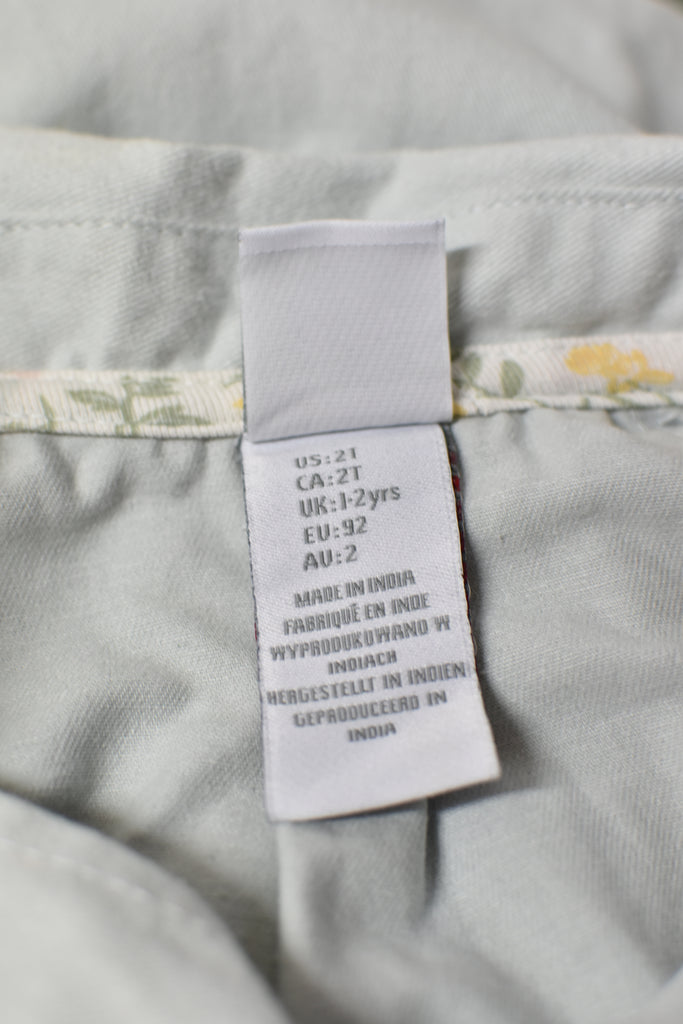 US:2T
CA:2T
UK:1-2yrs
EU:92
AU:2
MADE IN INDIA
FABRIQUÉ EN INDE
WYPRODUKOWANO W
INDIACH
HERGESTELLT IN INDIEN
GEPRODUCEERD IN
INDIA